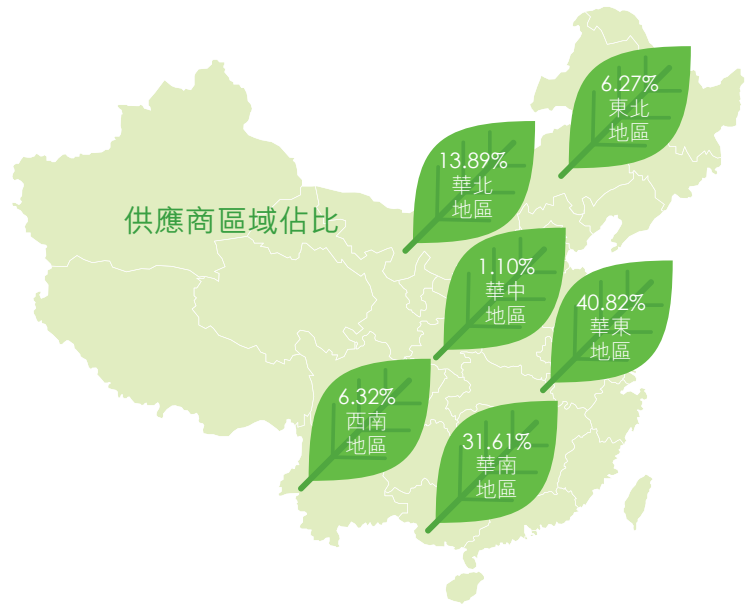 供應商區域佔比
6.27%
東北
地區
13.89%
華北
地區
1.10%
華中
地區
40.82%
華東
地區
6.32%
西南
地區
31.61%
華南
地區